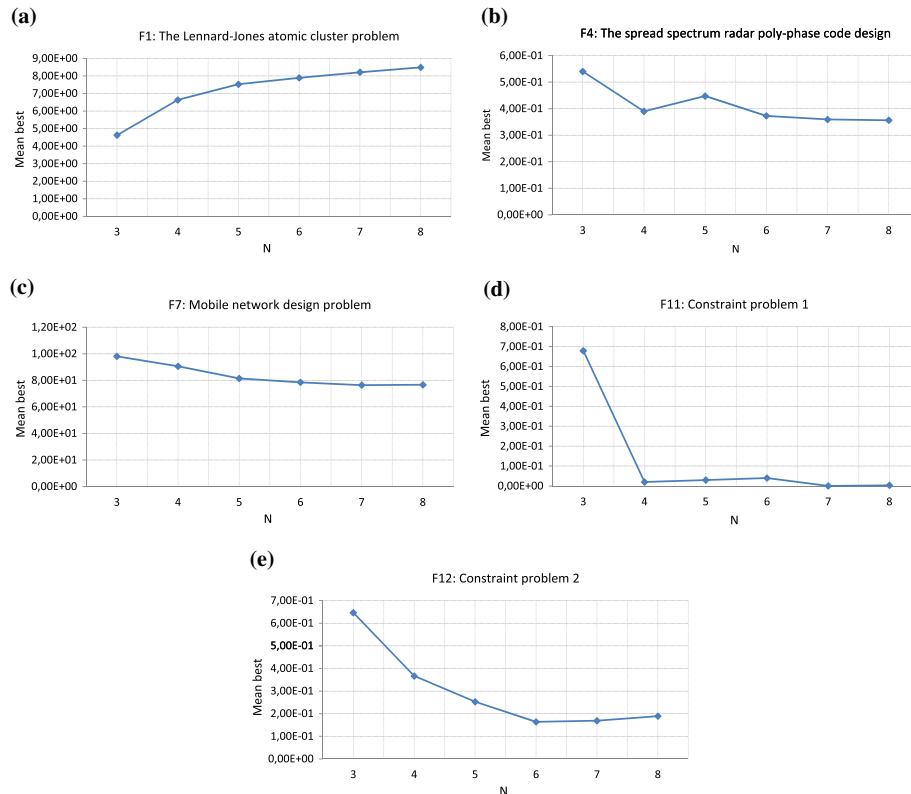 (a)
F1: The Lennard-Jones atomic cluster problem
9,00E+00
8,00E+00
7,00E+00
6,00E+00
5,00E+00
4,00E+00
3,00E+00
2,00E+00
1,00E+00
0,00E+00
Mean best
3 4 5 6 7 8
N
(b)
F4: The spread spectrum radar poly-phase code design
6,00E-01
5,00E-01
4,00E-01
3,00E-01
2,00E-01
1,00E-01
0,00E+00
Mean best
3 4 5 6 7 8
N
(c)
F7: Mobile network design problem
1,20E+02
1,00E+02
8,00E+01
6,00E+01
4,00E+01
2,00E+01
0,00E+00
Mean best
3 4 5 6 7 8
N
(d)
F11: Constraint problem 1
8,00E-01
7,00E-01
6,00E-01
5,00E-01
4,00E-01
3,00E-01
2,00E-01
1,00E-01
0,00E+00
Mean best
3 4 5 6 7 8
N
(e)
F12: Constraint problem 2
7,00E-01
6,00E-01
5,00E-01
4,00E-01
3,00E-01
2,00E-01
1,00E-01
0,00E+00
Mean best
3 4 5 6 7 8
N